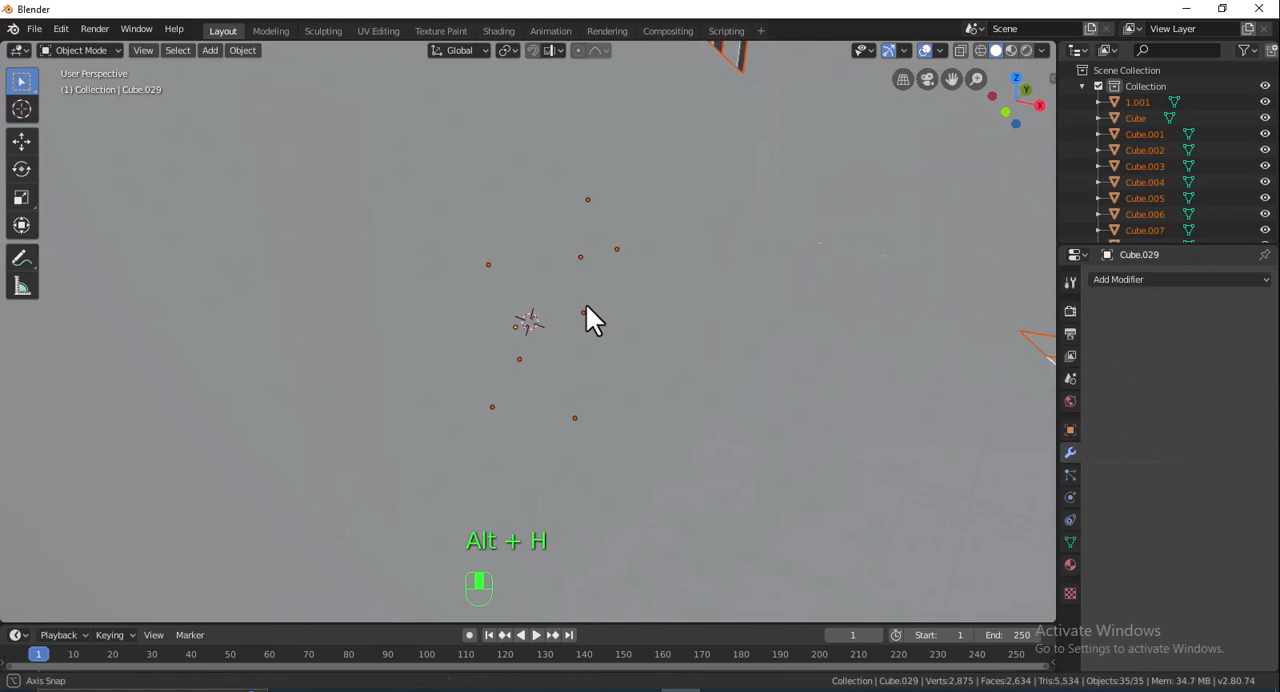 Blender
File Edit Render Window Help
Layout Modeling Sculpting UV Editing Texture Paint Shading Animation Rendering Compositing Scripting +
Scene
View Layer
Object Mode View Select Add Object
Global
User Perspective
(1) Collection | Cube.029
Z
Y
X
Scene Collection
Collection
1.001
Cube
Cube.001
Cube.002
Cube.003
Cube.004
Cube.005
Cube.006
Cube.007
Cube.029
Add Modifier
Alt + H
Activate Windows
Go to Settings to activate Windows.
Playback Keying View Marker
1
Start: 1
End: 250
1 10 20 30 40 50 60 70 80 90 100 110 120 130 140 150 160 170 180 190 200 210 220 230 240 250
Axis Snap
Collection | Cube.029 | Verts:2,875 | Faces:2,634 | Tris:5,534 | Objects:35/35 | Mem: 34.7 MB | v2.80.74